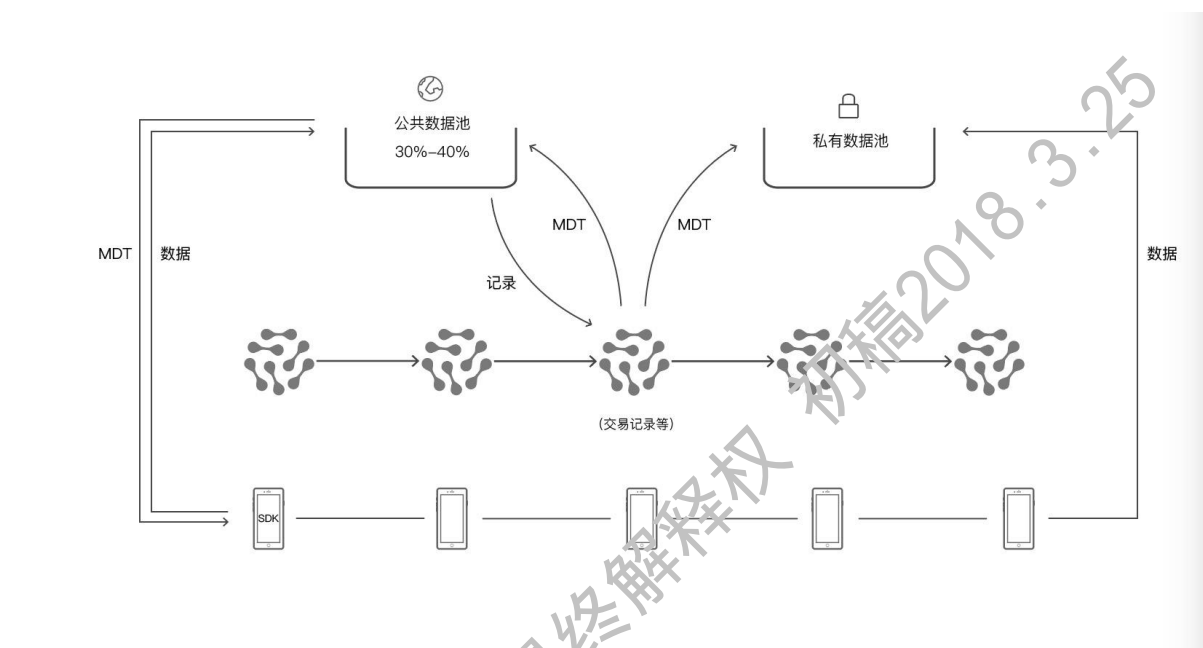 公共数据池
30%-40%
私有数据池
MDT
数据
MDT
MDT
数据
记录
(交易记录等)
SDK
最终解释权 初稿2018.3.25